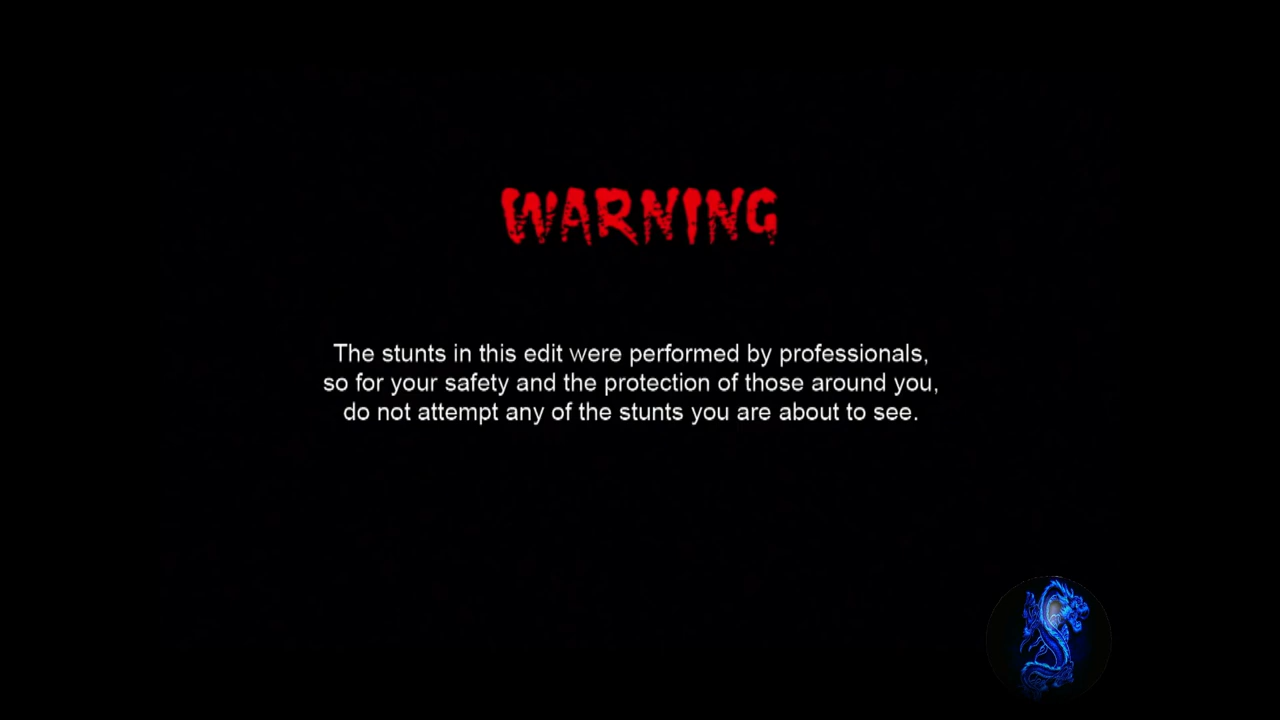 WARNING
The stunts in this edit were performed by professionals,
so for your safety and the protection of those around you,
do not attempt any of the stunts you are about to see.